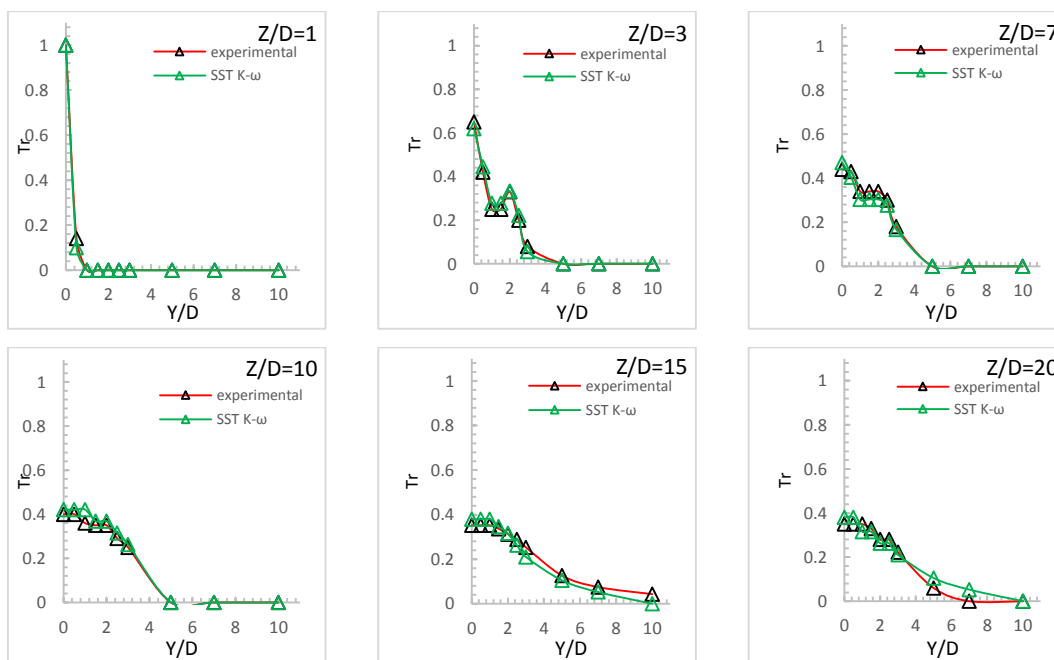 Z/D=1
experimental
SST K-ω
1
0.8
0.6
0.4
0.2
0
Tr
0 2 4 6 8 10
Y/D
Z/D=3
experimental
SST K-ω
1
0.8
0.6
0.4
0.2
0
Tr
0 2 4 6 8 10
Y/D
Z/D=7
experimental
SST K-ω
1
0.8
0.6
0.4
0.2
0
Tr
0 2 4 6 8 10
Y/D
Z/D=10
experimental
SST K-ω
1
0.8
0.6
0.4
0.2
0
Tr
0 2 4 6 8 10
Y/D
Z/D=15
experimental
SST K-ω
1
0.8
0.6
0.4
0.2
0
Tr
0 2 4 6 8 10
Y/D
Z/D=20
experimental
SST K-ω
1
0.8
0.6
0.4
0.2
0
Tr
0 2 4 6 8 10
Y/D